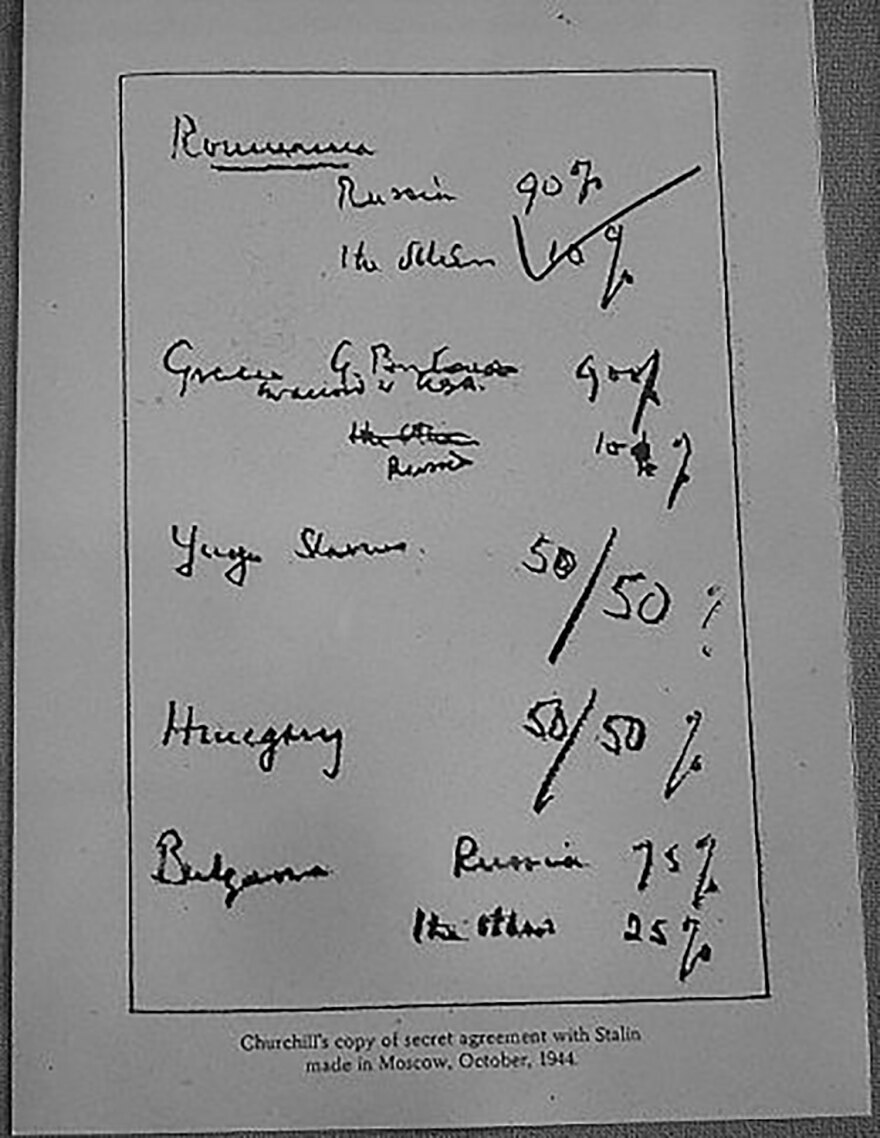 Roumania
Russia 90%
The others 10%
Greece G. Britain 90%
in accord w USA.
The others
Russia 10%
Yugo Slavia. 50/50%
Hungary 50/50%
Bulgaria Russia 75%
The others 25%
Churchill's copy of secret agreement with Stalin
made in Moscow, October, 1944.